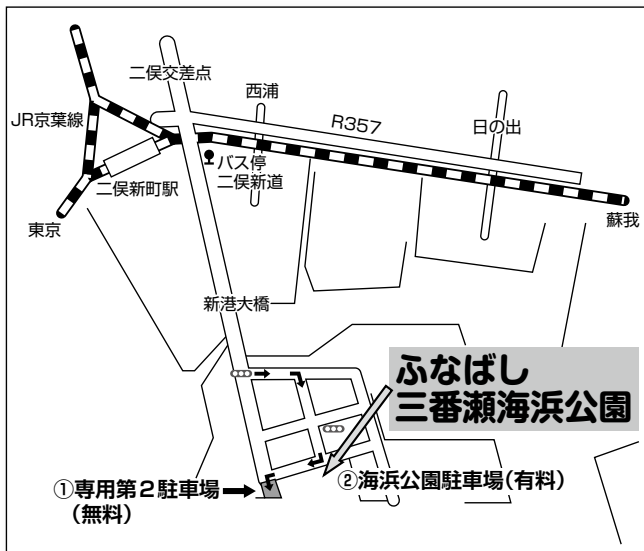 二俣交差点
西浦
R357
日の出
JR京葉線
バス停
二俣新道
二俣新町駅
東京
蘇我
新港大橋
ふなばし
三番瀬海浜公園
①専用第2駐車場
(無料)
②海浜公園駐車場(有料)